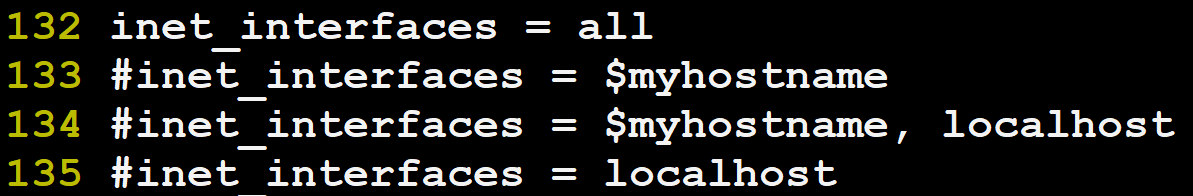 132 inet_interfaces = all
133 #inet_interfaces = $myhostname
134 #inet_interfaces = $myhostname, localhost
135 #inet_interfaces = localhost